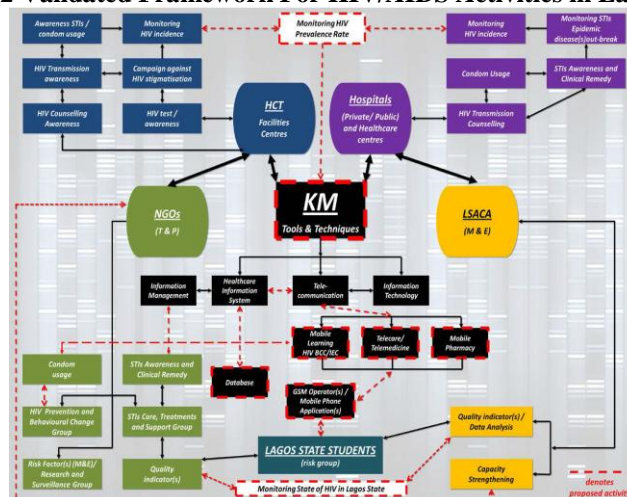 2 Validated Framework For HIV/AIDS Activities in La
Awareness STIs /
condom usage
Monitoring
HIV incidence
Monitoring HIV
Prevalence Rate
Monitoring
HIV incidence
Monitoring STIs
Epidemic
disease(s)out-break
HIV Transmission
awareness
Campaign against
HIV stigmatisation
Condom Usage
STIs Awareness and
Clinical Remedy
HIV Counselling
Awareness
HIV test /
awareness
HIV Transmission
Counselling
HCT
Facilities
Centres
Hospitals
(Private/ Public)
and Healthcare
centres
NGOs
(T & P)
KM
Tools & Techniques
LSACA
(M & E)
Information
Management
Healthcare
Information
System
Tele-
communication
Information
Technology
Mobile
Learning
HIV BCC/IEC
Telecare/
Telemedicine
Mobile
Pharmacy
Condom
usage
STIs Awareness and
Clinical Remedy
Database
GSM Operator(s) /
Mobile Phone
Application(s)
HIV Prevention and
Behavioural Change
Group
STIs Care, Treatments
and Support Group
Quality indicator(s) /
Data Analysis
Risk Factor(s) (M&E)/
Research and
Surveillance Group
Quality
indicator(s)
LAGOS STATE STUDENTS
(risk group)
Capacity
Strengthening
Monitoring State of HIV in Lagos State
denotes
proposed activit